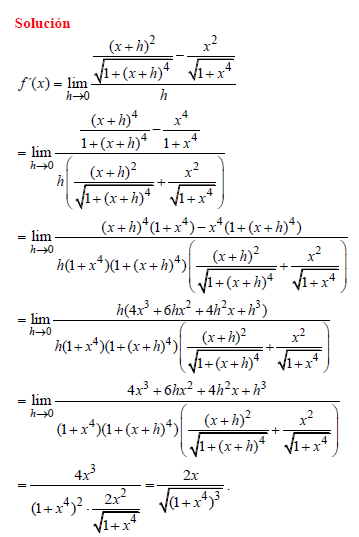 Solución
f'(x) = \lim_{h \to 0} \frac{\frac{(x+h)^2}{\sqrt{1+(x+h)^4}} - \frac{x^2}{\sqrt{1+x^4}}}{h}
= \lim_{h \to 0} \frac{\frac{(x+h)^4}{1+(x+h)^4} - \frac{x^4}{1+x^4}}{h\left(\frac{(x+h)^2}{\sqrt{1+(x+h)^4}} + \frac{x^2}{\sqrt{1+x^4}}\right)}
= \lim_{h \to 0} \frac{(x+h)^4(1+x^4) - x^4(1+(x+h)^4)}{h(1+x^4)(1+(x+h)^4)\left(\frac{(x+h)^2}{\sqrt{1+(x+h)^4}} + \frac{x^2}{\sqrt{1+x^4}}\right)}
= \lim_{h \to 0} \frac{h(4x^3 + 6hx^2 + 4h^2x + h^3)}{h(1+x^4)(1+(x+h)^4)\left(\frac{(x+h)^2}{\sqrt{1+(x+h)^4}} + \frac{x^2}{\sqrt{1+x^4}}\right)}
= \lim_{h \to 0} \frac{4x^3 + 6hx^2 + 4h^2x + h^3}{(1+x^4)(1+(x+h)^4)\left(\frac{(x+h)^2}{\sqrt{1+(x+h)^4}} + \frac{x^2}{\sqrt{1+x^4}}\right)}
= \frac{4x^3}{(1+x^4)^2 \cdot \frac{2x^2}{\sqrt{1+x^4}}} = \frac{2x}{\sqrt{(1+x^4)^3}}.